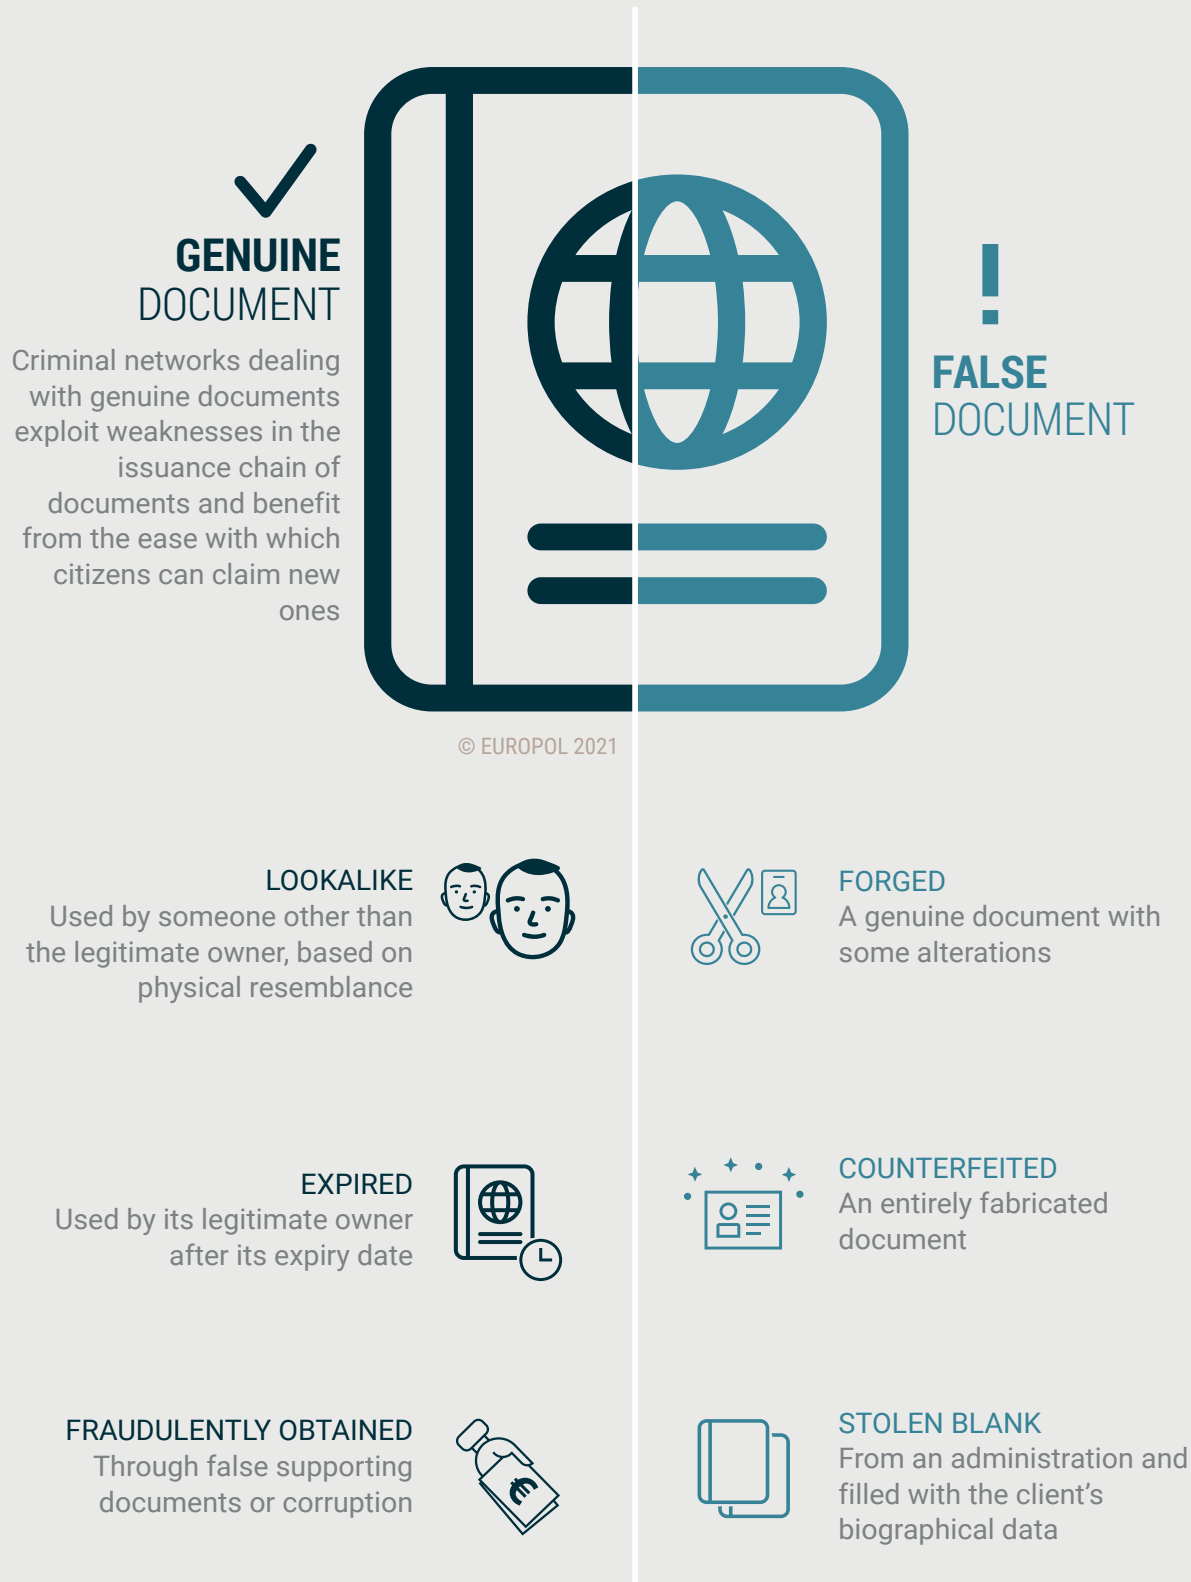 GENUINE
DOCUMENT
Criminal networks dealing
with genuine documents
exploit weaknesses in the
issuance chain of
documents and benefit
from the ease with which
citizens can claim new
ones
!
FALSE
DOCUMENT
© EUROPOL 2021
LOOKALIKE
Used by someone other than
the legitimate owner, based on
physical resemblance
EXPIRED
Used by its legitimate owner
after its expiry date
FRAUDULENTLY OBTAINED
Through false supporting
documents or corruption
€
FORGED
A genuine document with
some alterations
COUNTERFEITED
An entirely fabricated
document
STOLEN BLANK
From an administration and
filled with the client’s
biographical data